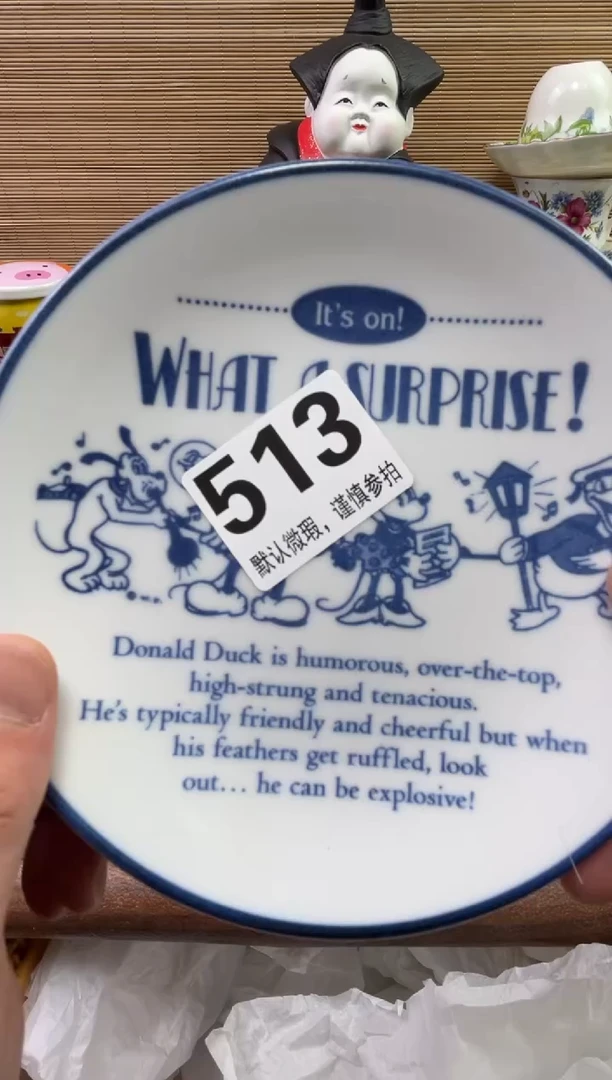 It's on!
WHAT A SURPRISE!
513
默认微瑕，谨慎参拍
Donald Duck is humorous, over-the-top,
high-strung and tenacious.
He's typically friendly and cheerful but when
his feathers get ruffled, look
out... he can be explosive!